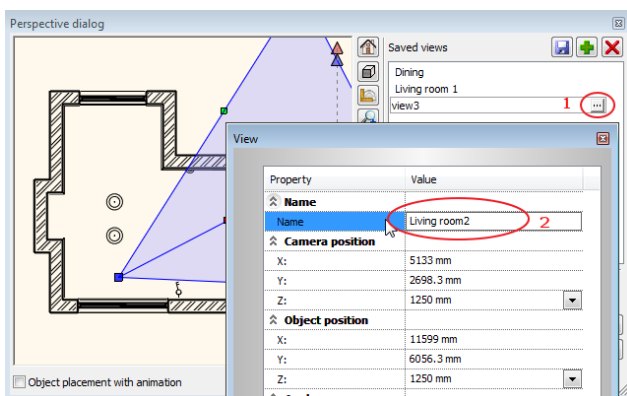 Perspective dialog
Saved views
Dining
Living room 1
view3
1
...
View
Property Value
Name
Name Living room2
2
Camera position
X: 5133 mm
Y: 2698.3 mm
Z: 1250 mm
Object position
X: 11599 mm
Y: 6056.3 mm
Z: 1250 mm
Object placement with animation